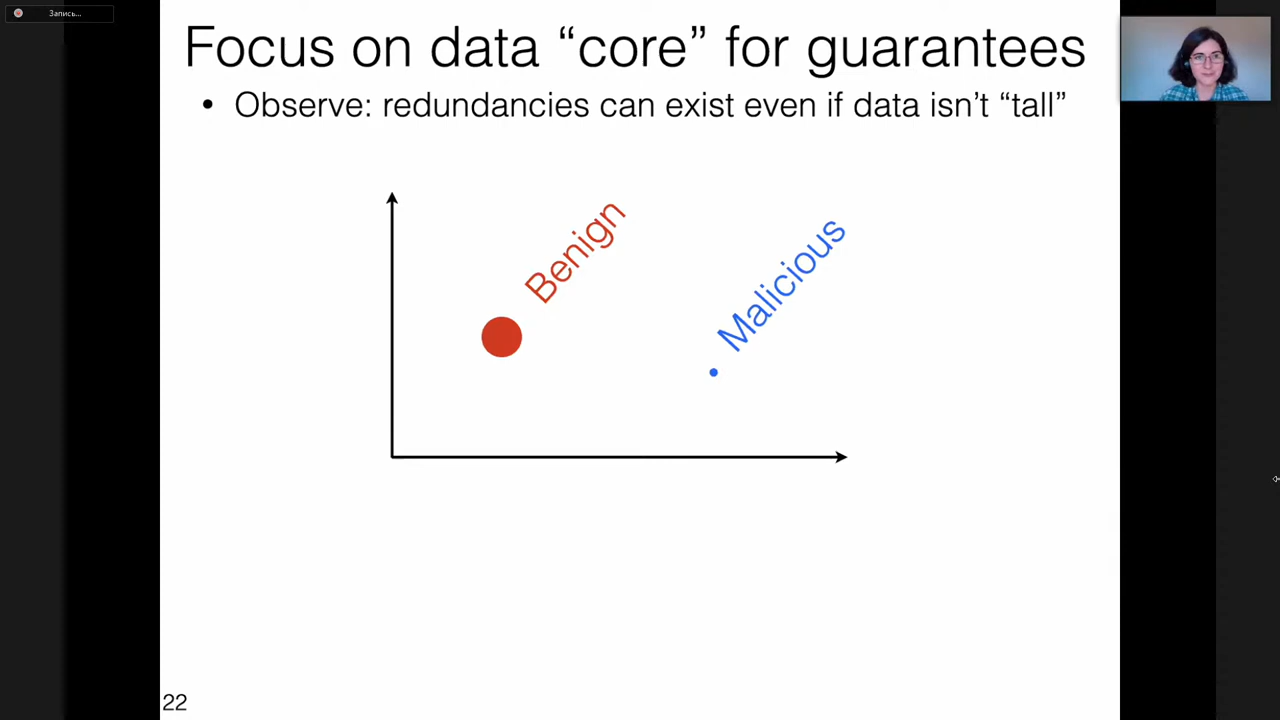 Запись...
Focus on data “core” for guarantees
• Observe: redundancies can exist even if data isn’t “tall”
Benign
Malicious
22